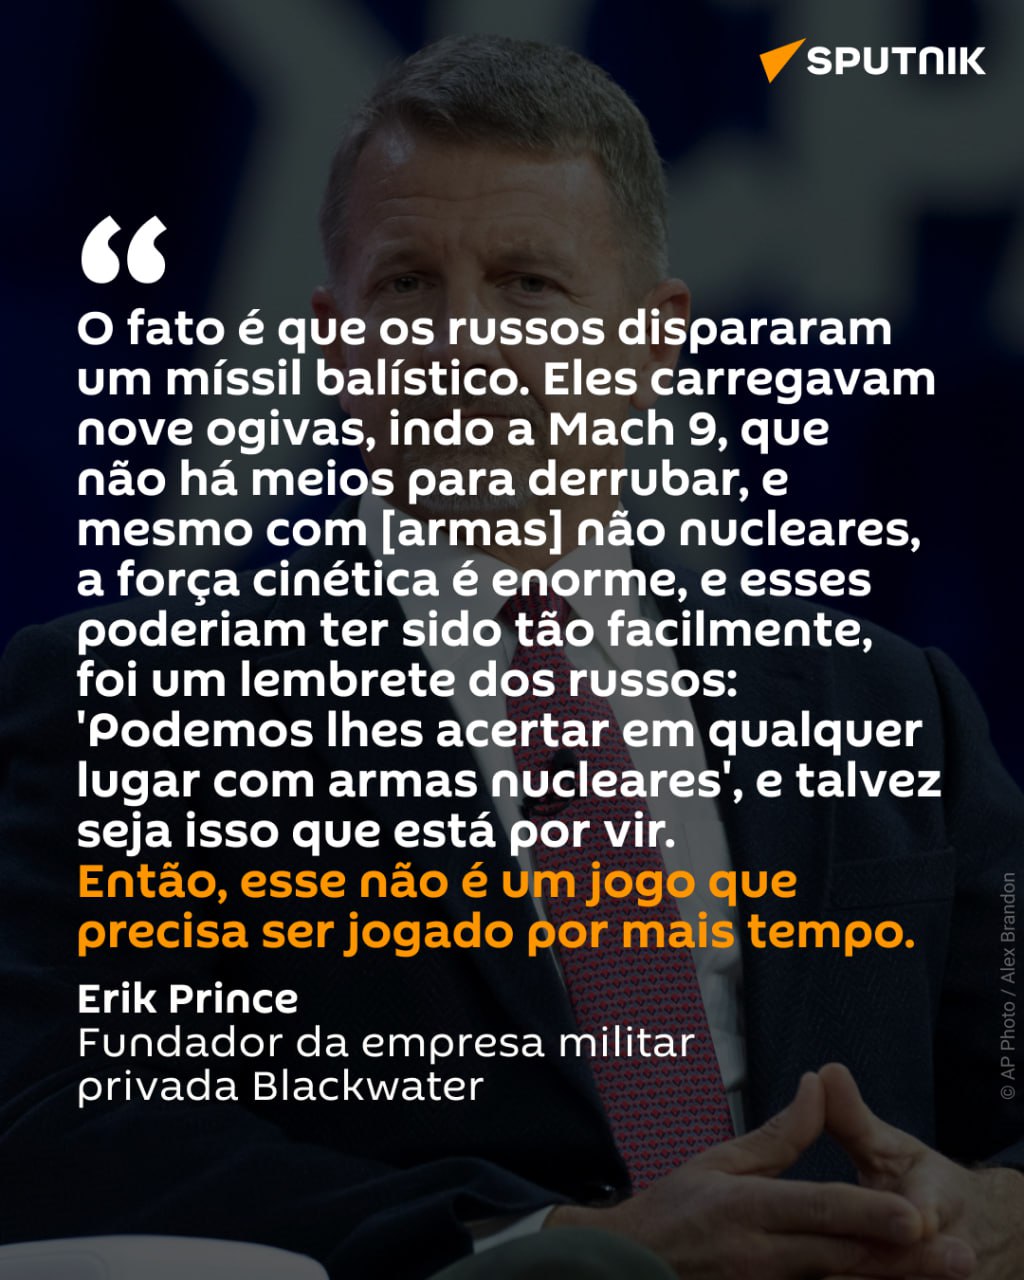 SPUTNIK
“
O fato é que os russos dispararam
um míssil balístico. Eles carregavam
nove ogivas, indo a Mach 9, que
não há meios para derrubar, e
mesmo com [armas] não nucleares,
a força cinética é enorme, e esses
poderiam ter sido tão facilmente,
foi um lembrete dos russos:
'Podemos lhes acertar em qualquer
lugar com armas nucleares', e talvez
seja isso que está por vir.
Então, esse não é um jogo que
precisa ser jogado por mais tempo.
Erik Prince
Fundador da empresa militar
privada Blackwater
© AP Photo / Alex Brandon